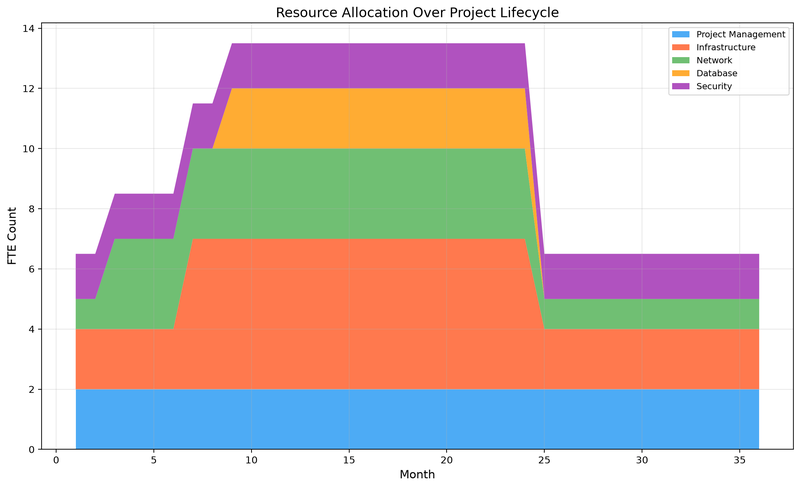 Resource Allocation Over Project Lifecycle
14
12
10
8
6
4
2
0
FTE Count
Project Management
Infrastructure
Network
Database
Security
0 5 10 15 20 25 30 35
Month